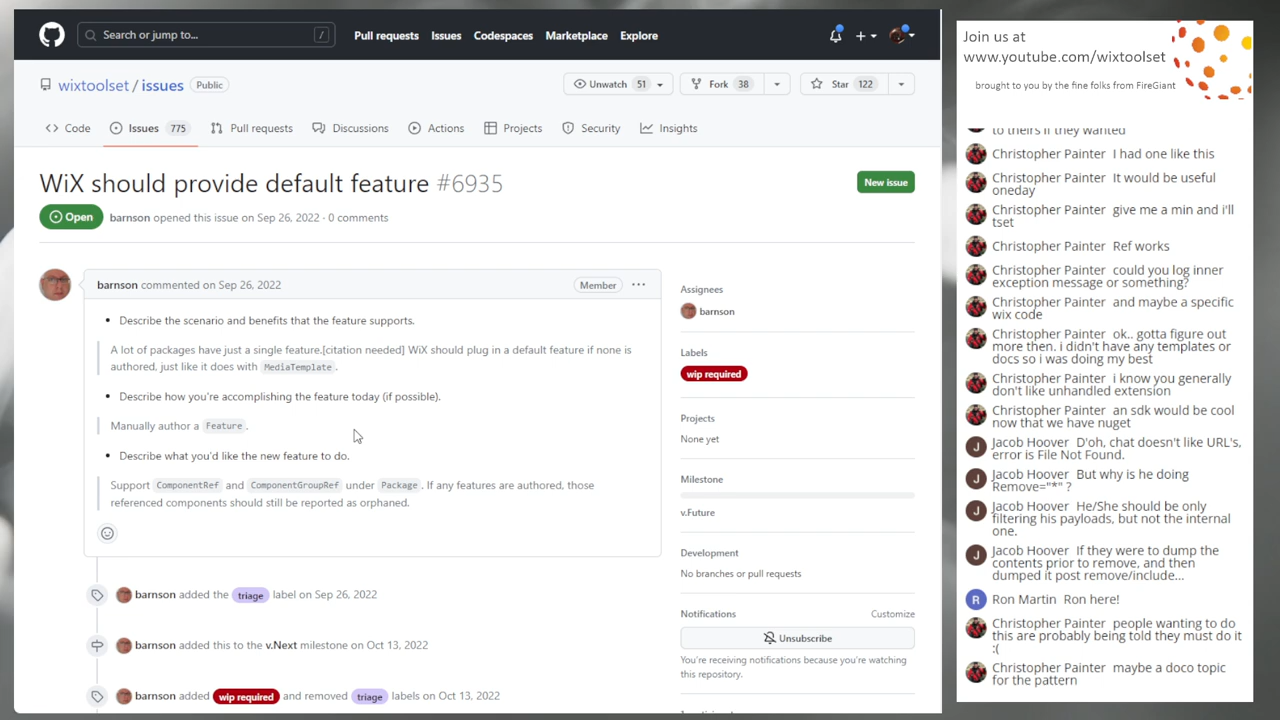 Search or jump to...
/
Pull requests
Issues
Codespaces
Marketplace
Explore
wixtoolset / issues
Public
Unwatch 51
Fork 38
Star 122
Code
Issues 775
Pull requests
Discussions
Actions
Projects
Security
Insights
WiX should provide default feature #6935
New issue
Open
barnson opened this issue on Sep 26, 2022 · 0 comments
barnson commented on Sep 26, 2022
Member
• Describe the scenario and benefits that the feature supports.
A lot of packages have just a single feature.[citation needed] WiX should plug in a default feature if none is
authored, just like it does with MediaTemplate.
• Describe how you're accomplishing the feature today (if possible).
Manually author a Feature.
• Describe what you'd like the new feature to do.
Support ComponentRef and ComponentGroupRef under Package. If any features are authored, those
referenced components should still be reported as orphaned.
barnson added the triage label on Sep 26, 2022
barnson added this to the v.Next milestone on Oct 13, 2022
barnson added wip required and removed triage labels on Oct 13, 2022
Assignees
barnson
Labels
wip required
Projects
None yet
Milestone
v.Future
Development
No branches or pull requests
Notifications
Customize
Unsubscribe
You're receiving notifications because you're watching
this repository.
Join us at
www.youtube.com/wixtoolset
brought to you by the fine folks from FireGiant
to theirs if they wanted
Christopher Painter I had one like this
Christopher Painter It would be useful
oneday
Christopher Painter give me a min and i'll
tset
Christopher Painter Ref works
Christopher Painter could you log inner
exception message or something?
Christopher Painter and maybe a specific
wix code
Christopher Painter ok.. gotta figure out
more then. i didn't have any templates or
docs so i was doing my best
Christopher Painter i know you generally
don't like unhandled extension
Christopher Painter an sdk would be cool
now that we have nuget
Jacob Hoover D'oh, chat doesn't like URL's,
error is File Not Found.
Jacob Hoover But why is he doing
Remove="*" ?
Jacob Hoover He/She should be only
filtering his payloads, but not the internal
one.
Jacob Hoover If they were to dump the
contents prior to remove, and then
dumped it post remove/include...
Ron Martin Ron here!
Christopher Painter people wanting to do
this are probably being told they must do it
:(
Christopher Painter maybe a doco topic
for the pattern